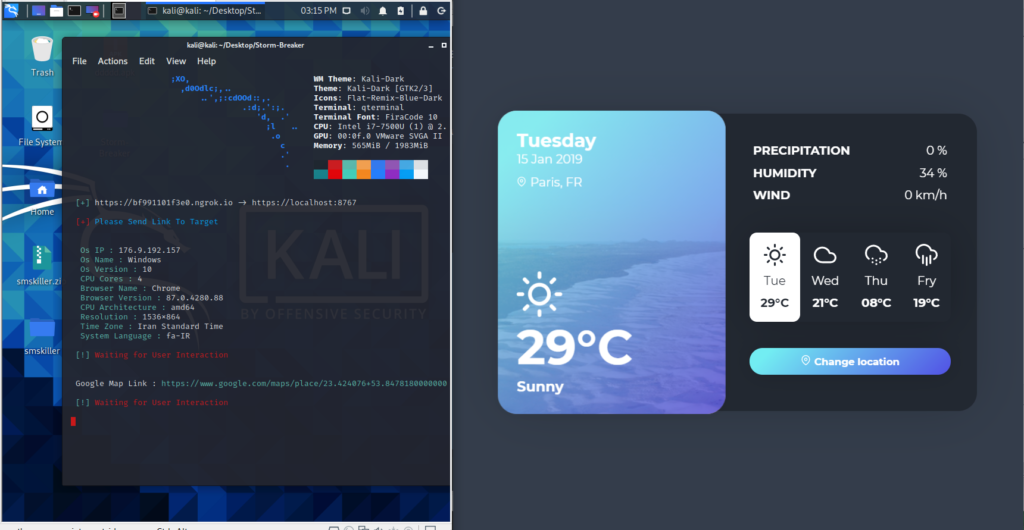 kali@kali: ~/Desktop/St...
03:15 PM
kali@kali: ~/Desktop/Storm-Breaker
File Actions Edit View Help
Trash
File System
Home
smskiller.zi
smskiller
;XO,
WM Theme: Kali-Dark
Theme: Kali-Dark [GTK2/3]
Icons: Flat-Remix-Blue-Dark
Terminal: qterminal
Terminal Font: FiraCode 10
CPU: Intel i7-7500U (1) @ 2.
GPU: 00:0f.0 VMware SVGA II
Memory: 565MiB / 1983MiB
[+] https://bf991101f3e0.ngrok.io → https://localhost:8767
[+] Please Send Link To Target
Os IP : 176.9.192.157
Os Name : Windows
Os Version : 10
CPU Cores : 4
Browser Name : Chrome
Browser Version : 87.0.4280.88
CPU Architecture : amd64
Resolution : 1536×864
Time Zone : Iran Standard Time
System Language : fa-IR
[!] Waiting for User Interaction
Google Map Link : https://www.google.com/maps/place/23.424076+53.8478180000000
[!] Waiting for User Interaction
KALI
BY OFFENSIVE SECURITY
Tuesday
15 Jan 2019
Paris, FR
29°C
Sunny
PRECIPITATION 0 %
HUMIDITY 34 %
WIND 0 km/h
Tue Wed Thu Fry
29°C 21°C 08°C 19°C
Change location